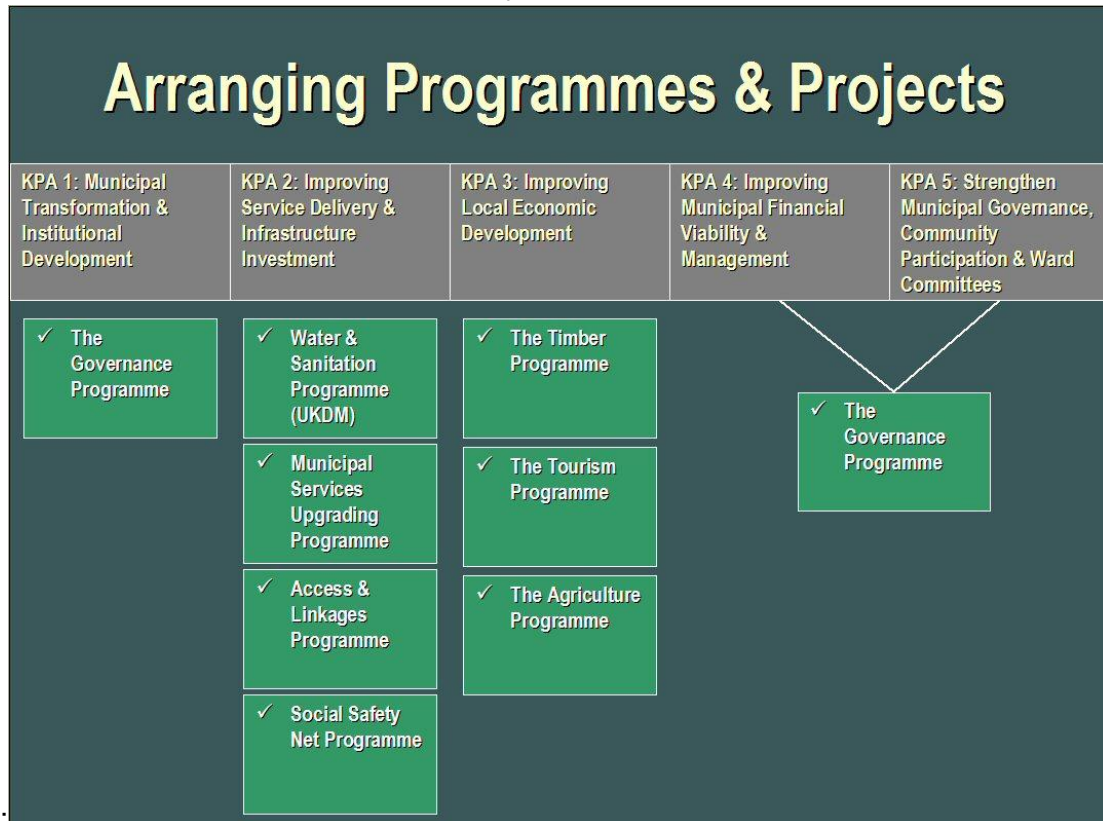 Arranging Programmes & Projects
KPA 1: Municipal
Transformation &
Institutional
Development
KPA 2: Improving
Service Delivery &
Infrastructure
Investment
KPA 3: Improving
Local Economic
Development
KPA 4: Improving
Municipal Financial
Viability &
Management
KPA 5: Strengthen
Municipal Governance,
Community
Participation & Ward
Committees
✓ The
Governance
Programme
✓ Water &
Sanitation
Programme
(UKDM)
✓ Municipal
Services
Upgrading
Programme
✓ Access &
Linkages
Programme
✓ Social Safety
Net Programme
✓ The Timber
Programme
✓ The Tourism
Programme
✓ The Agriculture
Programme
✓ The
Governance
Programme
.